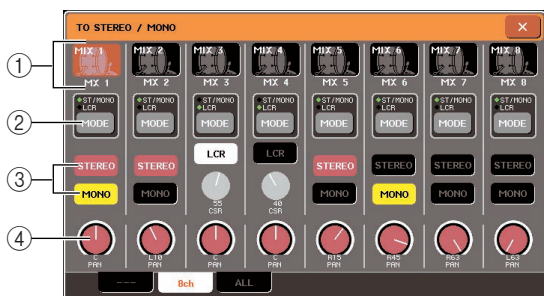 TO STEREO / MONO
×
① MIX 1 MIX 2 MIX 3 MIX 4 MIX 5 MIX 6 MIX 7 MIX 8
MX 1 MX 2 MX 3 MX 4 MX 5 MX 6 MX 7 MX 8
ST/MONO ST/MONO ST/MONO ST/MONO ST/MONO ST/MONO ST/MONO ST/MONO
LCR LCR LCR LCR LCR LCR LCR LCR
② MODE MODE MODE MODE MODE MODE MODE MODE
③ STEREO STEREO LCR LCR STEREO STEREO STEREO STEREO
MONO MONO MONO MONO MONO MONO
55 40
CSR CSR
④
C L10 C C R15 R45 R63 L63
PAN PAN PAN PAN PAN PAN PAN PAN
--- 8ch ALL